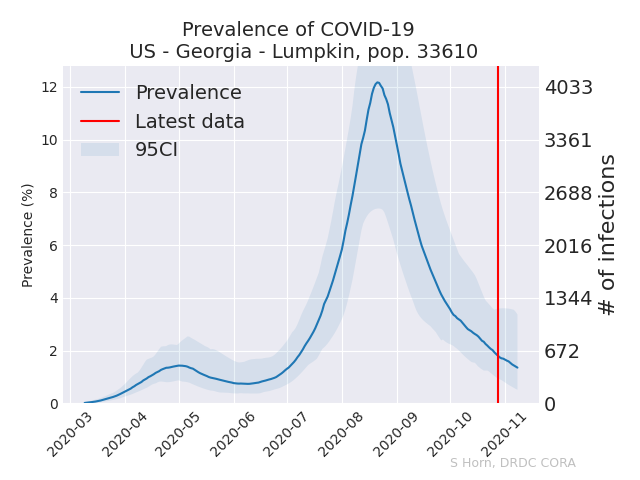 Prevalence of COVID-19
US - Georgia - Lumpkin, pop. 33610
Prevalence
Latest data
95CI
Prevalence (%)
12
10
8
6
4
2
0
4033
3361
2688
2016
1344
672
0
# of infections
2020-03
2020-04
2020-05
2020-06
2020-07
2020-08
2020-09
2020-10
2020-11
S Horn, DRDC CORA